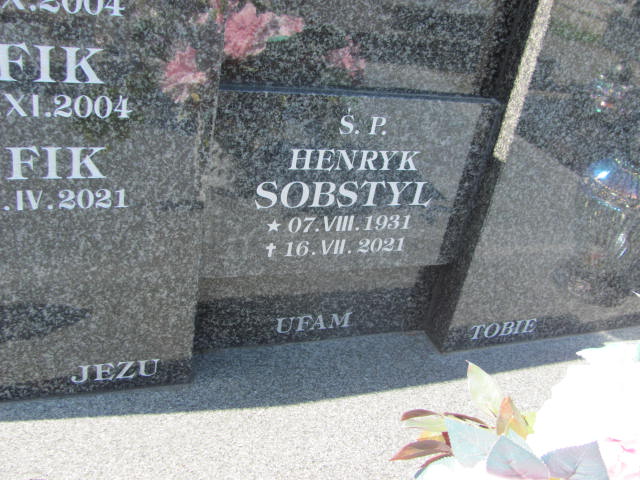 X.2004
FIK
XI.2004
FIK
.IV.2021
Ś. P.
HENRYK
SOBSTYL
★ 07.VIII.1931
✝ 16.VII.2021
JEZU UFAM TOBIE